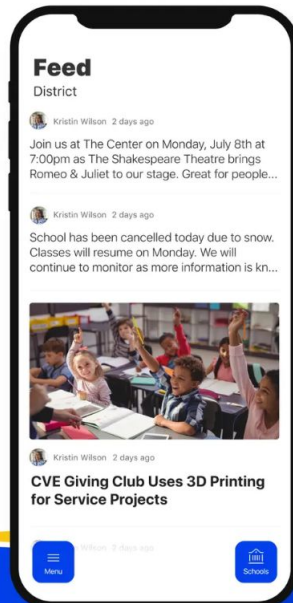 Feed
District
Kristin Wilson 2 days ago
Join us at The Center on Monday, July 8th at
7:00pm as The Shakespeare Theatre brings
Romeo & Juliet to our stage. Great for people...
Kristin Wilson 2 days ago
School has been cancelled today due to snow.
Classes will resume on Monday. We will
continue to monitor as more information is kn...
Kristin Wilson 2 days ago
CVE Giving Club Uses 3D Printing
for Service Projects
Wilson 2 days ago
Menu
Schools